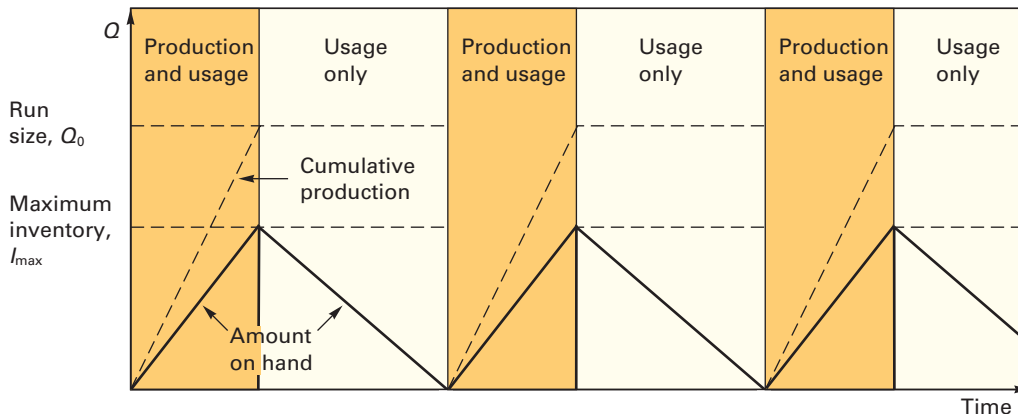 Q
Production
and usage
Usage
only
Production
and usage
Usage
only
Production
and usage
Usage
only
Run
size, Q₀
Cumulative
production
Maximum
inventory,
Iₘₐₓ
Amount
on hand
Time